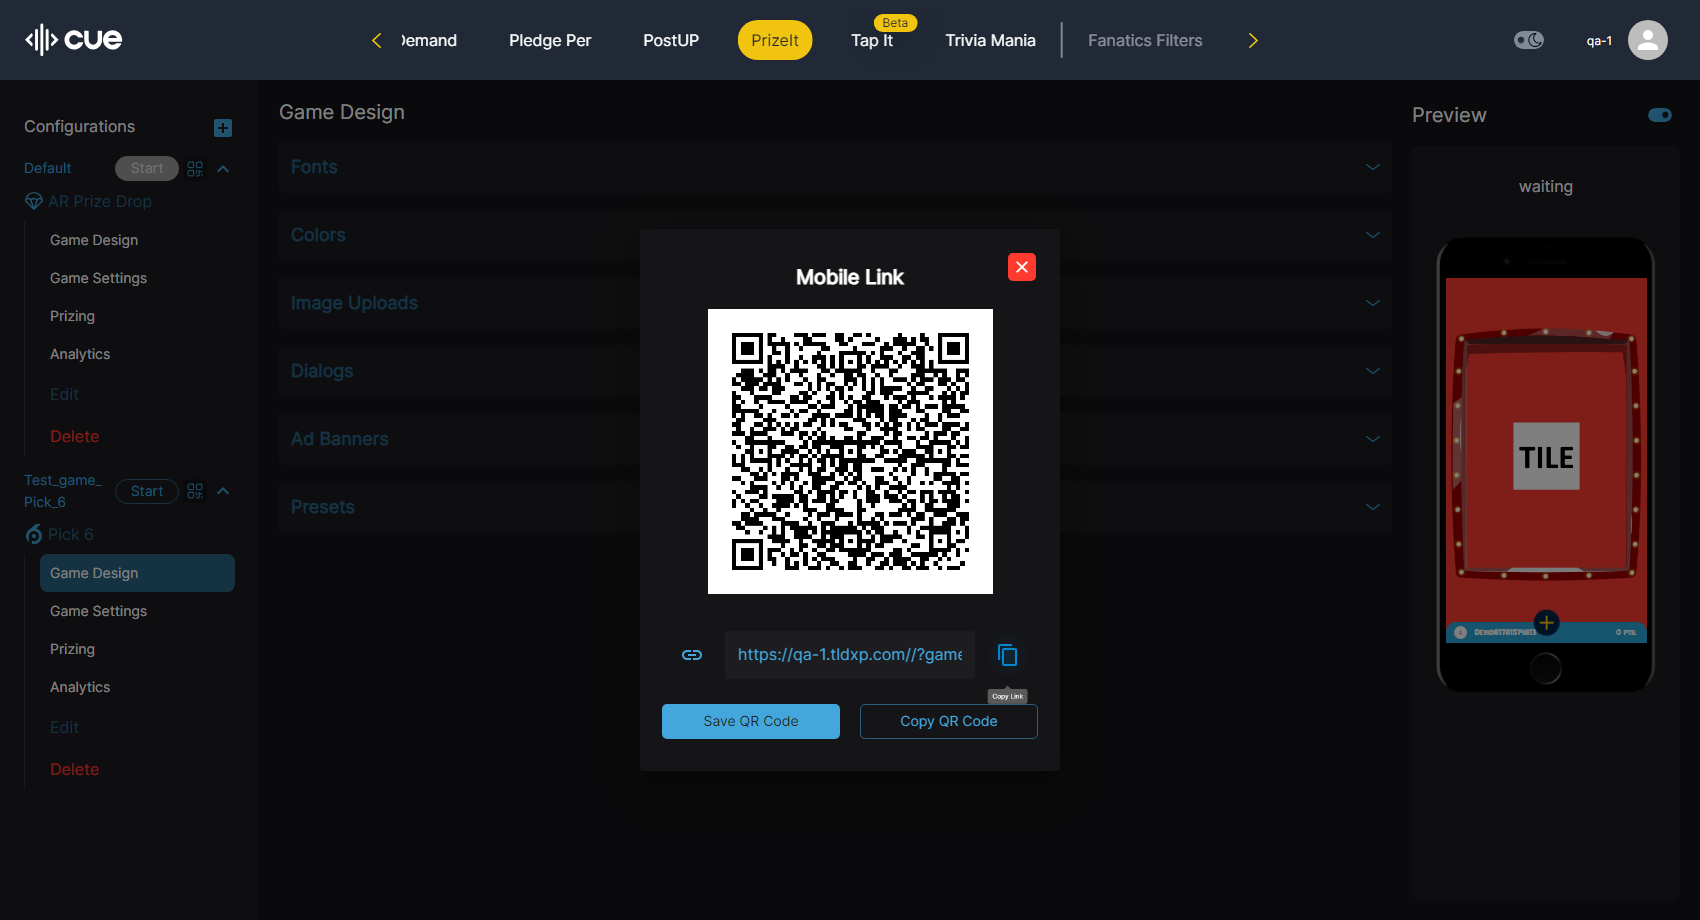 cue
Demand
Pledge Per
PostUP
PrizeIt
Beta
Tap It
Trivia Mania
Fanatics Filters
qa-1
Configurations
Default
Start
AR Prize Drop
Game Design
Game Settings
Prizing
Analytics
Edit
Delete
Test_game_
Pick_6
Start
Pick 6
Game Design
Game Settings
Prizing
Analytics
Edit
Delete
Game Design
Fonts
Colors
Image Uploads
Dialogs
Ad Banners
Presets
Mobile Link
https://qa-1.tldxp.com//?game
Copy Link
Save QR Code
Copy QR Code
Preview
waiting
TILE
0 PTS.